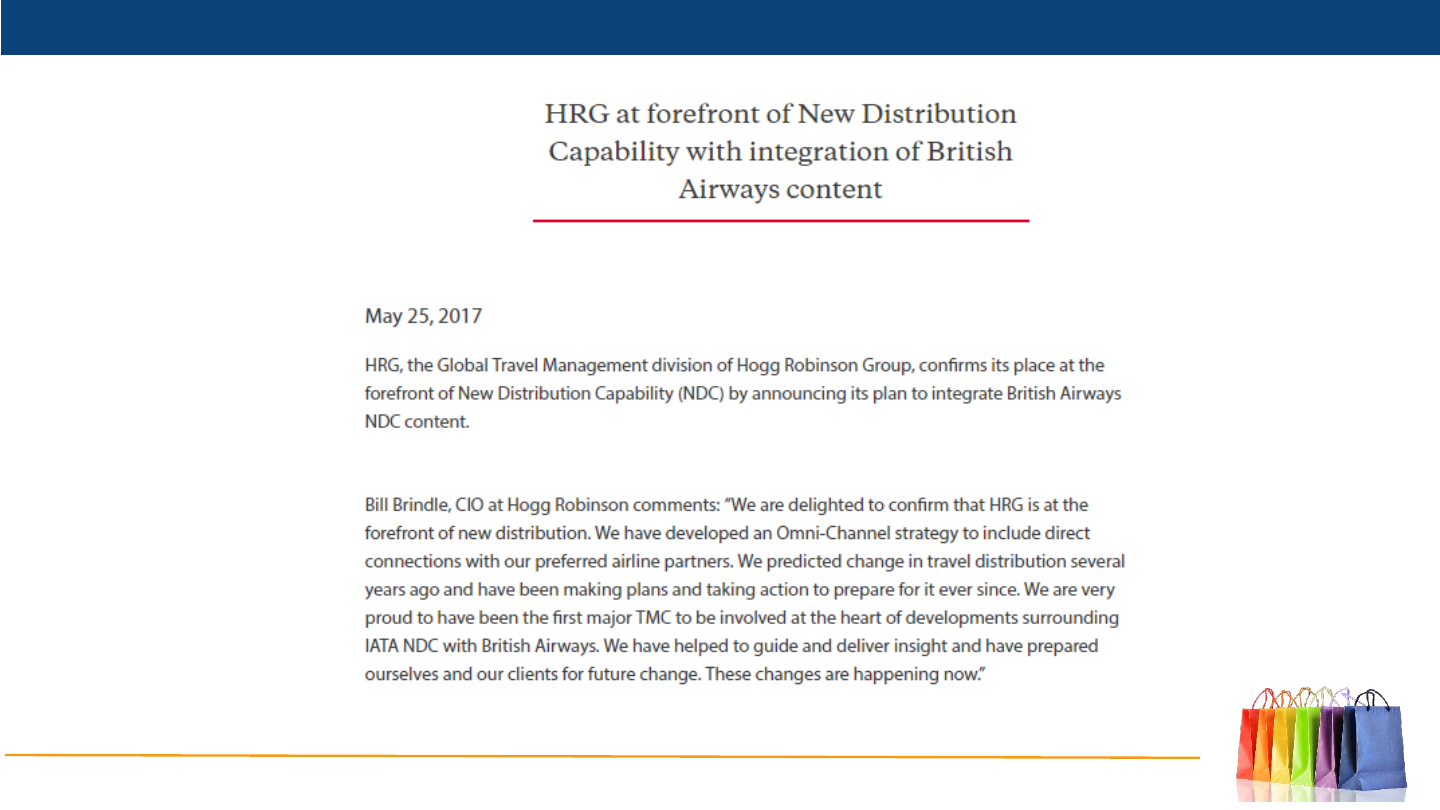 HRG at forefront of New Distribution
Capability with integration of British
Airways content
May 25, 2017
HRG, the Global Travel Management division of Hogg Robinson Group, confirms its place at the
forefront of New Distribution Capability (NDC) by announcing its plan to integrate British Airways
NDC content.
Bill Brindle, CIO at Hogg Robinson comments: “We are delighted to confirm that HRG is at the
forefront of new distribution. We have developed an Omni-Channel strategy to include direct
connections with our preferred airline partners. We predicted change in travel distribution several
years ago and have been making plans and taking action to prepare for it ever since. We are very
proud to have been the first major TMC to be involved at the heart of developments surrounding
IATA NDC with British Airways. We have helped to guide and deliver insight and have prepared
ourselves and our clients for future change. These changes are happening now.”